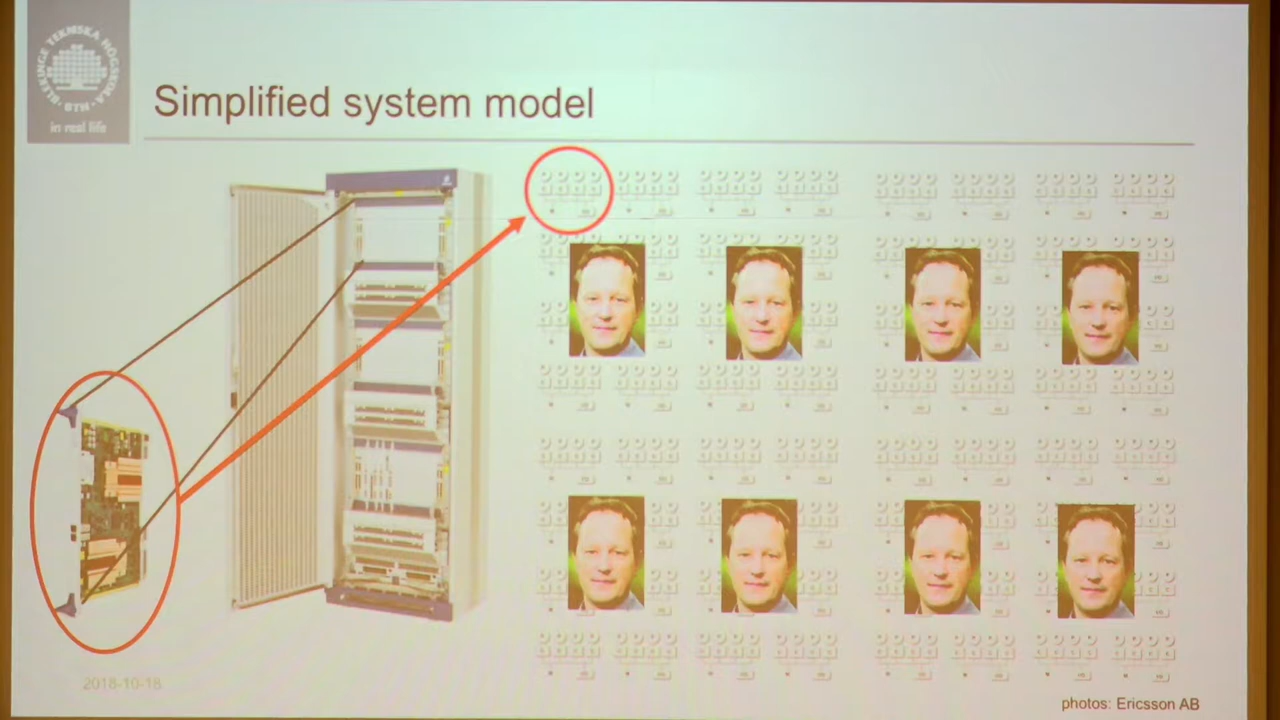 BLEKINGE TEKNISKA HÖGSKOLA
· BTH ·
in real life
Simplified system model
2018-10-18
photos: Ericsson AB